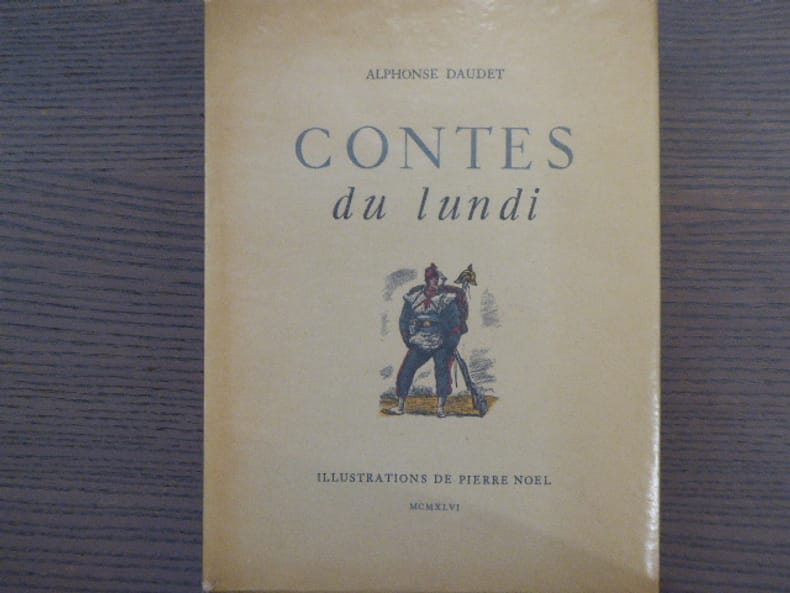 ALPHONSE DAUDET
CONTES
du lundi
ILLUSTRATIONS DE PIERRE NOEL
MCMXLVI